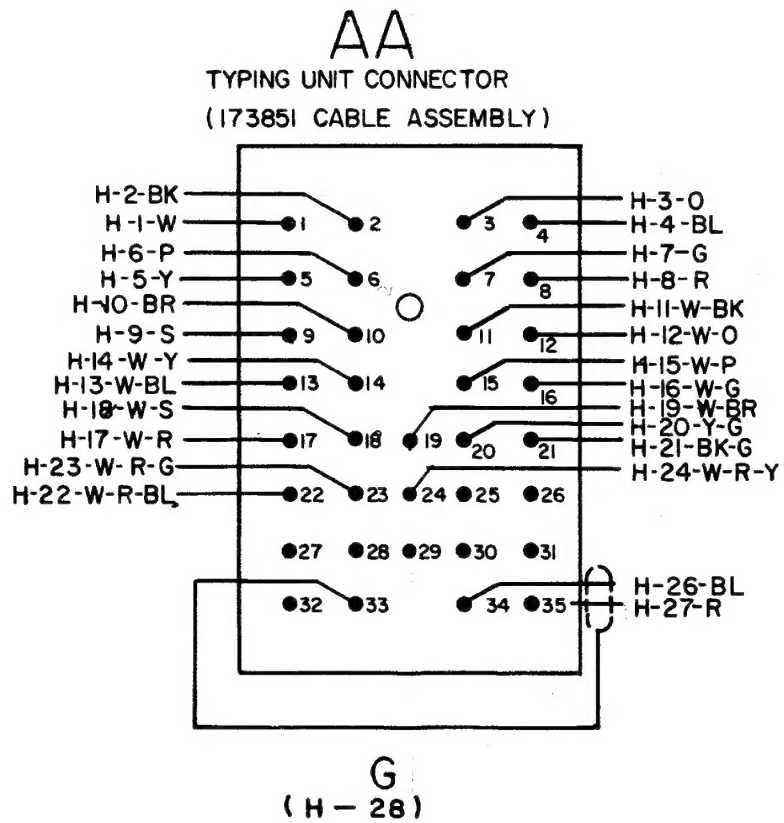 AA
TYPING UNIT CONNECTOR
(173851 CABLE ASSEMBLY)
H-2-BK
H-3-O
H-1-W
1
2
3
4
H-4-BL
H-6-P
H-7-G
H-5-Y
5
6
7
8
H-8-R
H-10-BR
H-11-W-BK
H-9-S
9
10
11
12
H-12-W-O
H-14-W-Y
H-15-W-P
H-13-W-BL
13
14
15
16
H-16-W-G
H-18-W-S
H-19-W-BR
H-20-Y-G
H-17-W-R
17
18
19
20
21
H-21-BK-G
H-23-W-R-G
H-24-W-R-Y
H-22-W-R-BL
22
23
24
25
26
27
28
29
30
31
H-26-BL
32
33
34
35
H-27-R
G
(H-28)